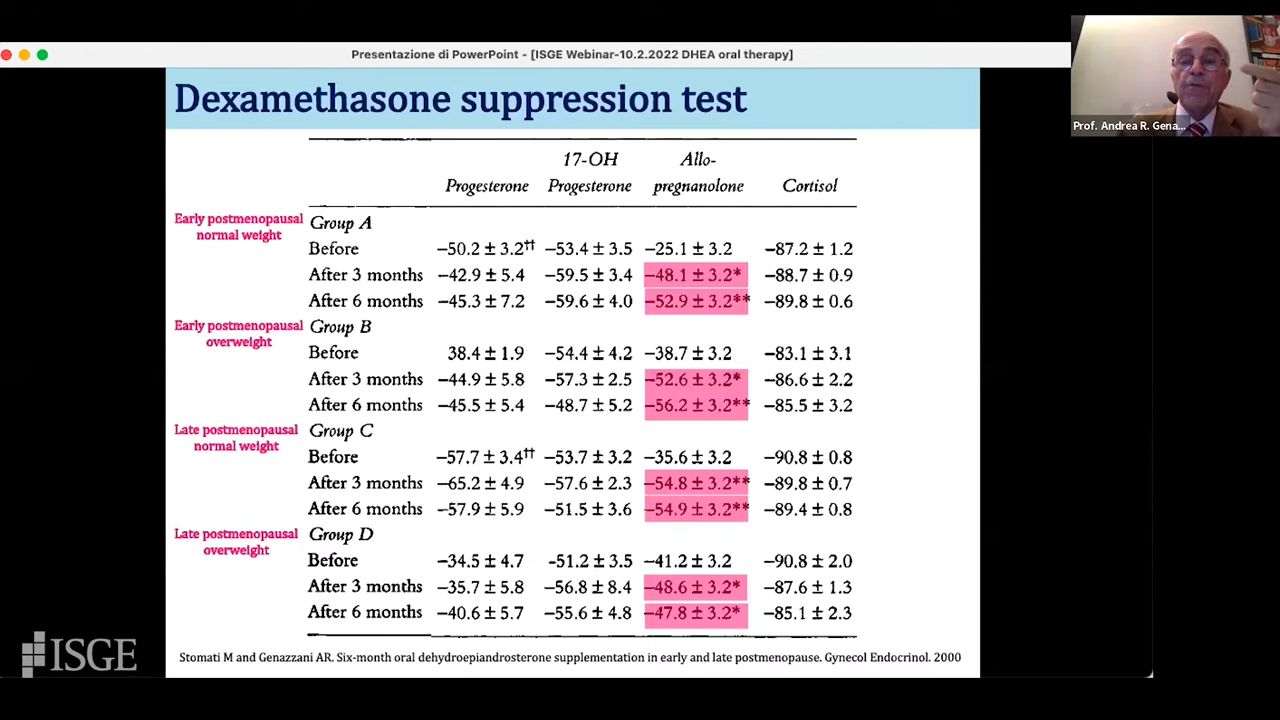 Presentazione di PowerPoint - [ISGE Webinar-10.2.2022 DHEA oral therapy]
Prof. Andrea R. Gena...
Dexamethasone suppression test
17-OH Allo-
Progesterone Progesterone pregnanolone Cortisol
Early postmenopausal
normal weight
Group A
Before −50.2 ± 3.2†† −53.4 ± 3.5 −25.1 ± 3.2 −87.2 ± 1.2
After 3 months −42.9 ± 5.4 −59.5 ± 3.4 −48.1 ± 3.2* −88.7 ± 0.9
After 6 months −45.3 ± 7.2 −59.6 ± 4.0 −52.9 ± 3.2** −89.8 ± 0.6
Early postmenopausal
overweight
Group B
Before 38.4 ± 1.9 −54.4 ± 4.2 −38.7 ± 3.2 −83.1 ± 3.1
After 3 months −44.9 ± 5.8 −57.3 ± 2.5 −52.6 ± 3.2* −86.6 ± 2.2
After 6 months −45.5 ± 5.4 −48.7 ± 5.2 −56.2 ± 3.2** −85.5 ± 3.2
Late postmenopausal
normal weight
Group C
Before −57.7 ± 3.4†† −53.7 ± 3.2 −35.6 ± 3.2 −90.8 ± 0.8
After 3 months −65.2 ± 4.9 −57.6 ± 2.3 −54.8 ± 3.2** −89.8 ± 0.7
After 6 months −57.9 ± 5.9 −51.5 ± 3.6 −54.9 ± 3.2** −89.4 ± 0.8
Late postmenopausal
overweight
Group D
Before −34.5 ± 4.7 -51.2 ± 3.5 −41.2 ± 3.2 −90.8 ± 2.0
After 3 months −35.7 ± 5.8 −56.8 ± 8.4 −48.6 ± 3.2* −87.6 ± 1.3
After 6 months −40.6 ± 5.7 −55.6 ± 4.8 −47.8 ± 3.2* −85.1 ± 2.3
ISGE
Stomati M and Genazzani AR. Six-month oral dehydroepiandrosterone supplementation in early and late postmenopause. Gynecol Endocrinol. 2000